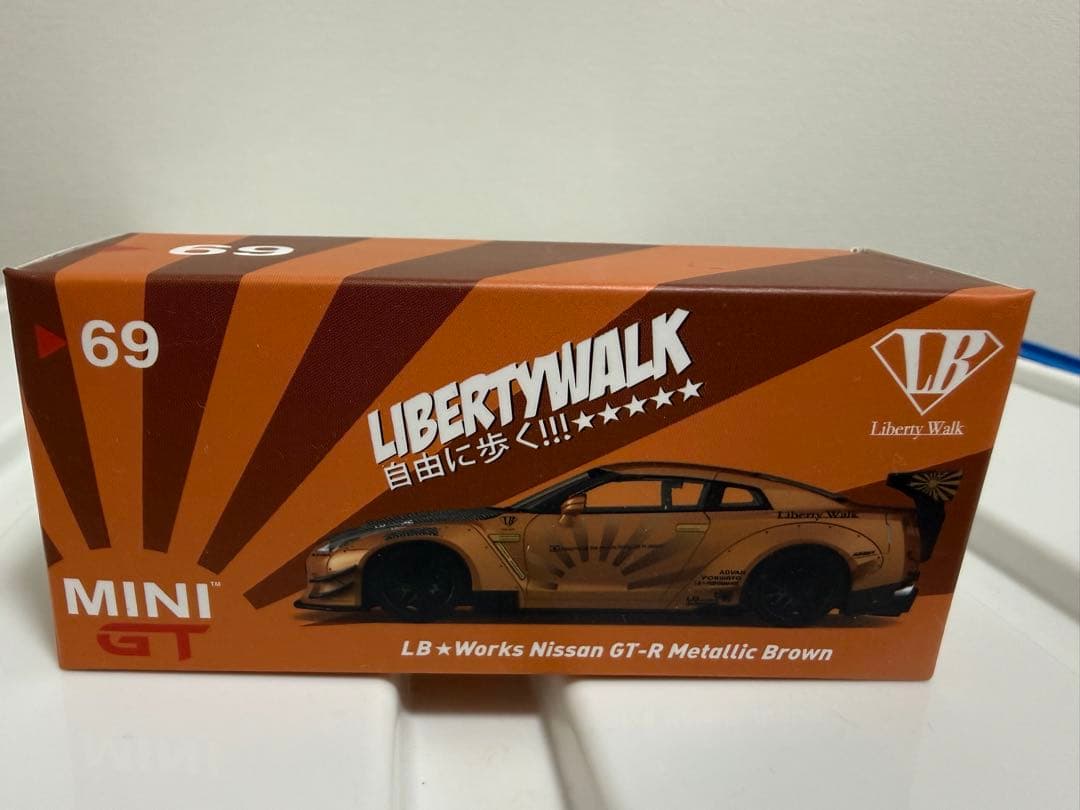 69
69
LIBERTYWALK
自由に歩く!!!★★★★★
LB
Liberty Walk
Liberty Walk
ADVAN
MINI™
GT
LB★Works Nissan GT-R Metallic Brown